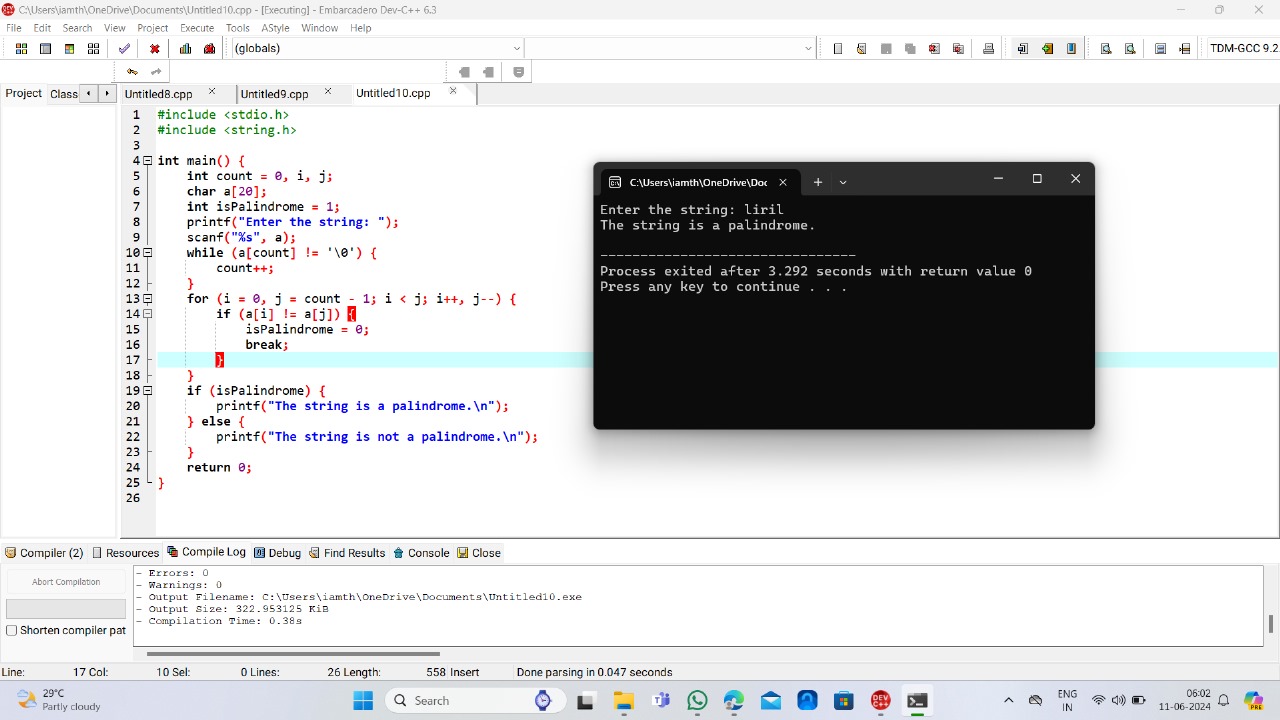 C:\Users\iamth\OneDrive\Documents\Untitled10.cpp - [Executing] - Embarcadero Dev-C++ 6.3
File Edit Search View Project Execute Tools AStyle Window Help
(globals)
TDM-GCC 9.2
Project Class
Untitled8.cpp Untitled9.cpp Untitled10.cpp
1 #include <stdio.h>
2 #include <string.h>
3
4 int main() {
5 int count = 0, i, j;
6 char a[20];
7 int isPalindrome = 1;
8 printf("Enter the string: ");
9 scanf("%s", a);
10 while (a[count] != '\0') {
11 count++;
12 }
13 for (i = 0, j = count - 1; i < j; i++, j--) {
14 if (a[i] != a[j]) {
15 isPalindrome = 0;
16 break;
17 }
18 }
19 if (isPalindrome) {
20 printf("The string is a palindrome.\n");
21 } else {
22 printf("The string is not a palindrome.\n");
23 }
24 return 0;
25 }
26
C:\Users\iamth\OneDrive\Doc
Enter the string: liril
The string is a palindrome.
--------------------------------
Process exited after 3.292 seconds with return value 0
Press any key to continue . . .
Compiler (2) Resources Compile Log Debug Find Results Console Close
Abort Compilation
Shorten compiler pat
- Errors: 0
- Warnings: 0
- Output Filename: C:\Users\iamth\OneDrive\Documents\Untitled10.exe
- Output Size: 322.953125 KiB
- Compilation Time: 0.38s
Line: 17 Col: 10 Sel: 0 Lines: 26 Length: 558 Insert Done parsing in 0.047 seconds
29°C
Partly cloudy
Search
ENG
IN
06:02
11-06-2024
PRE